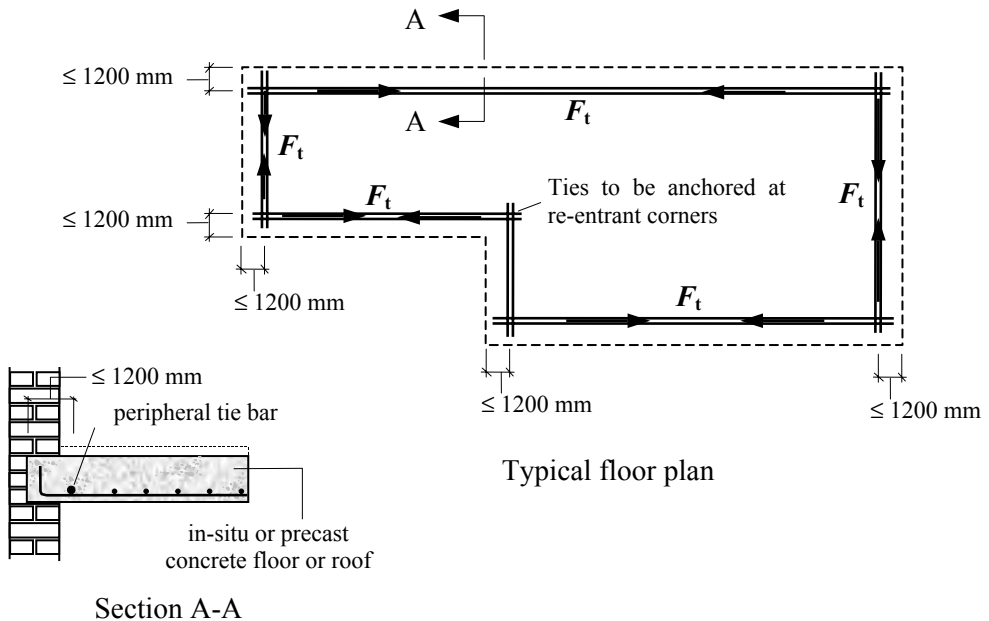 A
≤ 1200 mm
A
F_t
F_t
F_t
Ties to be anchored at
re-entrant corners
F_t
≤ 1200 mm
≤ 1200 mm
F_t
≤ 1200 mm
≤ 1200 mm
≤ 1200 mm
peripheral tie bar
Typical floor plan
in-situ or precast
concrete floor or roof
Section A-A